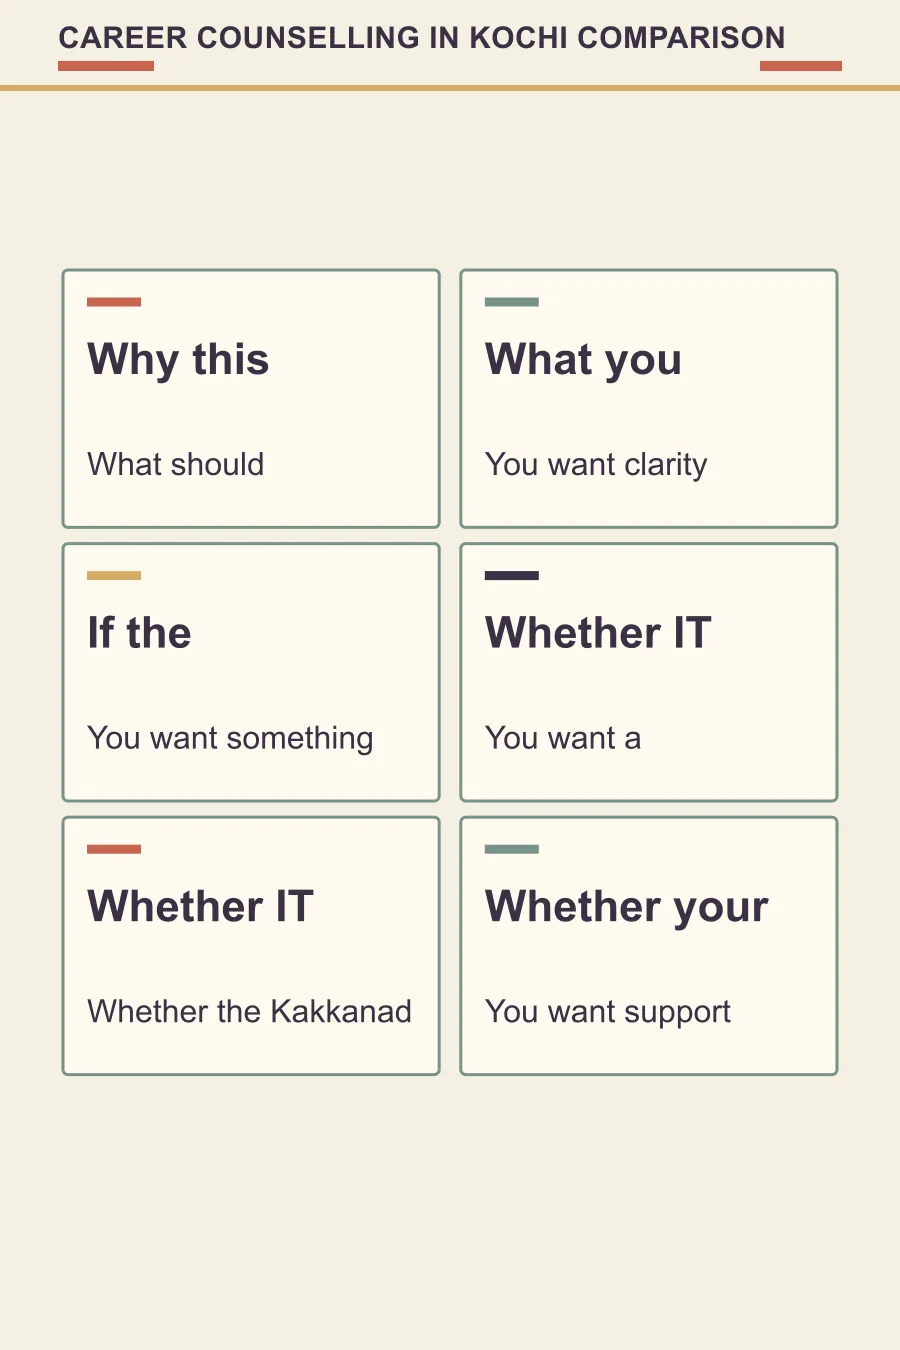 CAREER COUNSELLING IN KOCHI COMPARISON
Why this
What should
What you
You want clarity
If the
You want something
Whether IT
You want a
Whether IT
Whether the Kakkanad
Whether your
You want support